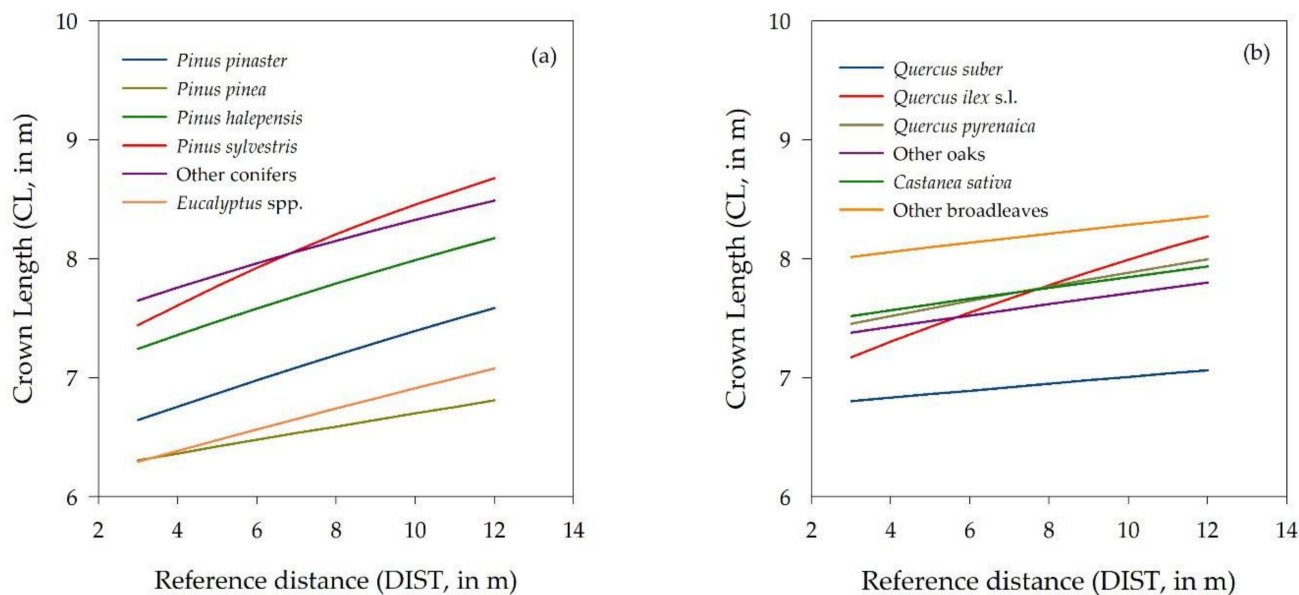 (a)
Crown Length (CL, in m)
10
9
8
7
6
Pinus pinaster
Pinus pinea
Pinus halepensis
Pinus sylvestris
Other conifers
Eucalyptus spp.
2 4 6 8 10 12 14
Reference distance (DIST, in m)
(b)
Crown Length (CL, in m)
10
9
8
7
6
Quercus suber
Quercus ilex s.l.
Quercus pyrenaica
Other oaks
Castanea sativa
Other broadleaves
2 4 6 8 10 12 14
Reference distance (DIST, in m)